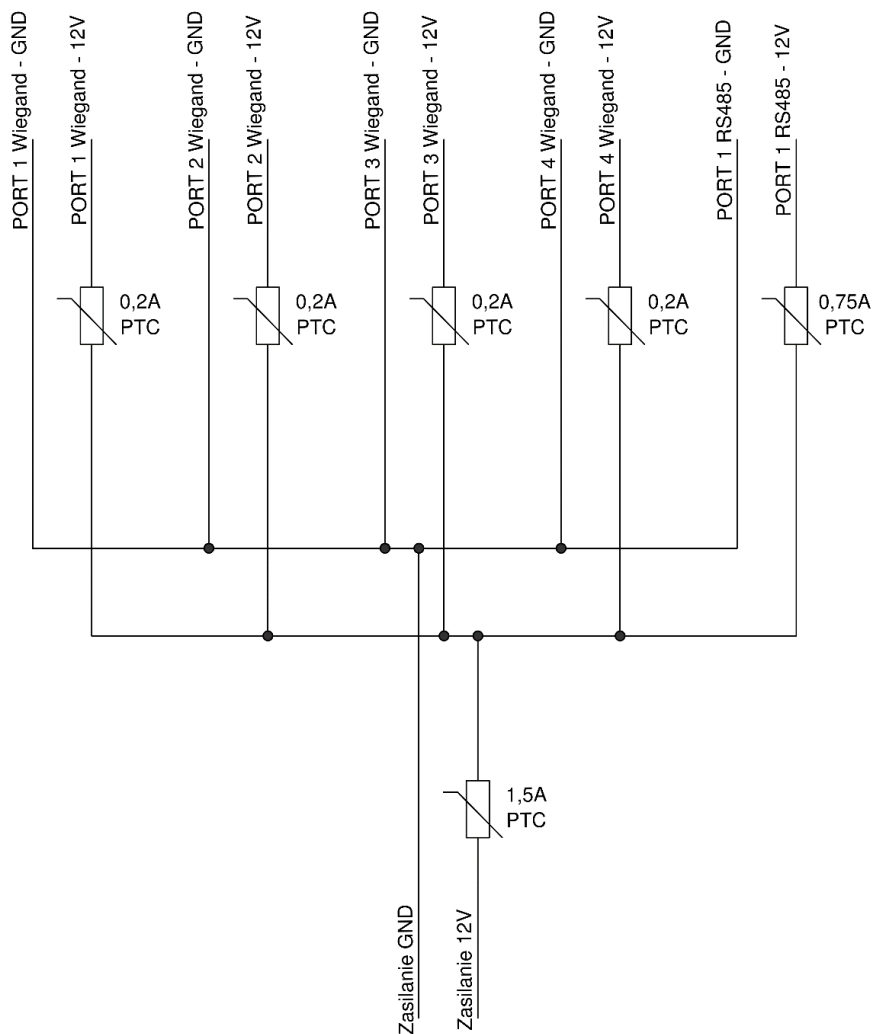 PORT 1 Wiegand - GND
PORT 1 Wiegand - 12V
PORT 2 Wiegand - GND
PORT 2 Wiegand - 12V
PORT 3 Wiegand - GND
PORT 3 Wiegand - 12V
PORT 4 Wiegand - GND
PORT 4 Wiegand - 12V
PORT 1 RS485 - GND
PORT 1 RS485 - 12V
0,2A
PTC
0,2A
PTC
0,2A
PTC
0,2A
PTC
0,75A
PTC
1,5A
PTC
Zasilanie GND
Zasilanie 12V